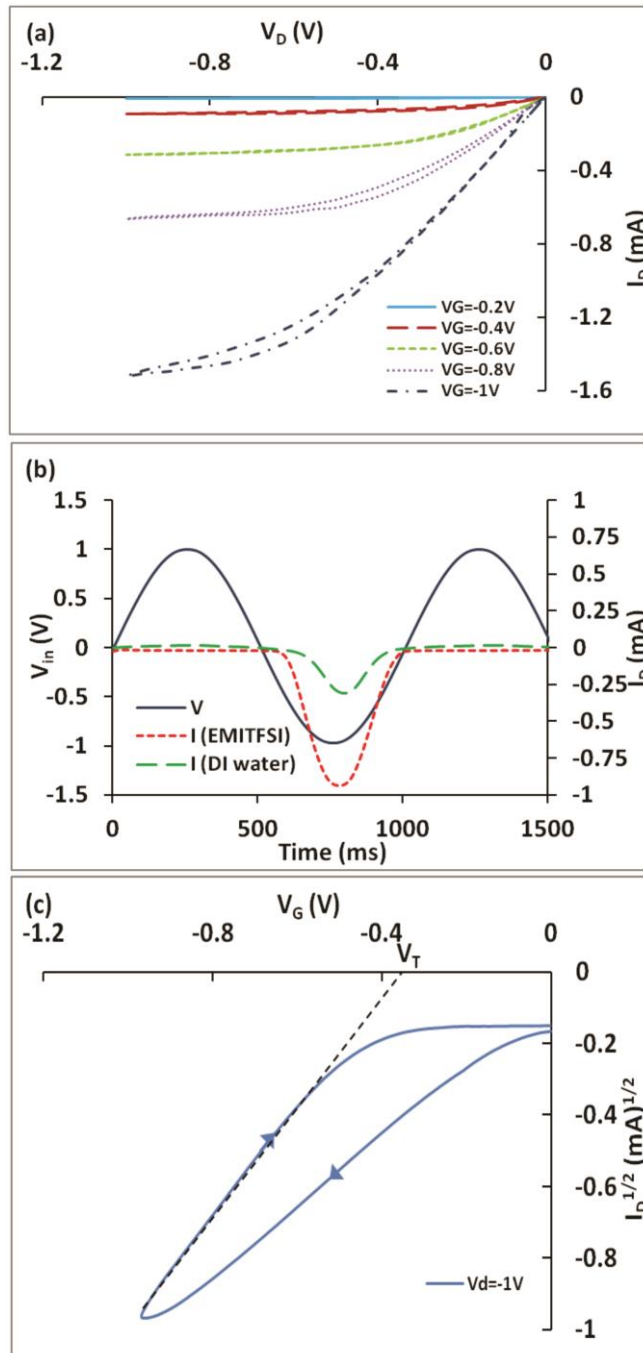 (a)
V_D (V)
-1.2 -0.8 -0.4 0
0
-0.4
-0.8
-1.2
-1.6
I_D (mA)
VG=-0.2V
VG=-0.4V
VG=-0.6V
VG=-0.8V
VG=-1V
(b)
1.5
1
0.5
0
-0.5
-1
-1.5
V_in (V)
1
0.75
0.5
0.25
0
-0.25
-0.5
-0.75
-1
I_D (mA)
V
I (EMITFSI)
I (DI water)
0 500 1000 1500
Time (ms)
(c)
V_G (V)
-1.2 -0.8 -0.4 0
V_T
0
-0.2
-0.4
-0.6
-0.8
-1
I_D^1/2 (mA)^1/2
Vd=-1V